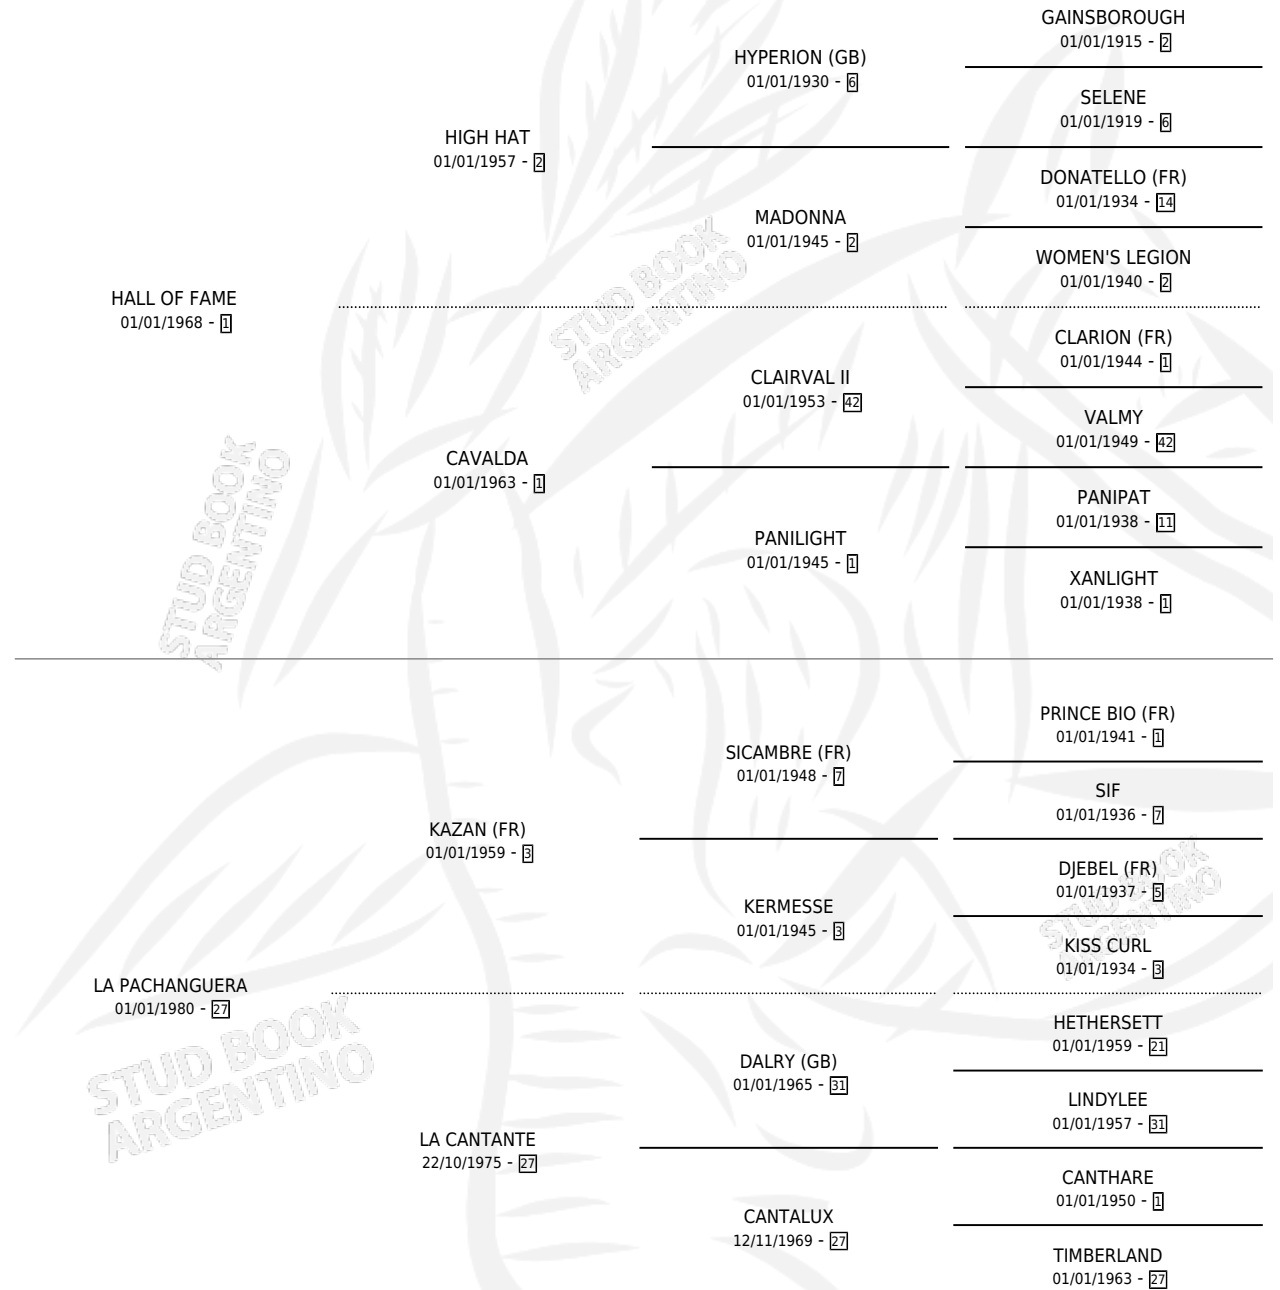 GAINSBOROUGH
01/01/1915 - 2
HYPERION (GB)
01/01/1930 - 6
SELENE
01/01/1919 - 6
HIGH HAT
01/01/1957 - 2
DONATELLO (FR)
01/01/1934 - 14
MADONNA
01/01/1945 - 2
WOMEN'S LEGION
01/01/1940 - 2
HALL OF FAME
01/01/1968 - 1
CLARION (FR)
01/01/1944 - 1
CLAIRVAL II
01/01/1953 - 42
VALMY
01/01/1949 - 42
CAVALDA
01/01/1963 - 1
PANIPAT
01/01/1938 - 11
PANILIGHT
01/01/1945 - 1
XANLIGHT
01/01/1938 - 1
PRINCE BIO (FR)
01/01/1941 - 1
SICAMBRE (FR)
01/01/1948 - 7
SIF
01/01/1936 - 7
KAZAN (FR)
01/01/1959 - 3
DJEBEL (FR)
01/01/1937 - 5
KERMESSE
01/01/1945 - 3
KISS CURL
01/01/1934 - 3
LA PACHANGUERA
01/01/1980 - 27
HETHERSETT
01/01/1959 - 21
DALRY (GB)
01/01/1965 - 31
LINDYLEE
01/01/1957 - 31
LA CANTANTE
22/10/1975 - 27
CANTHARE
01/01/1950 - 1
CANTALUX
12/11/1969 - 27
TIMBERLAND
01/01/1963 - 27
STUD BOOK
ARGENTINO
STUD BOOK
ARGENTINO
STUD BOOK
ARGENTINO
STUD BOOK
ARGENTINO